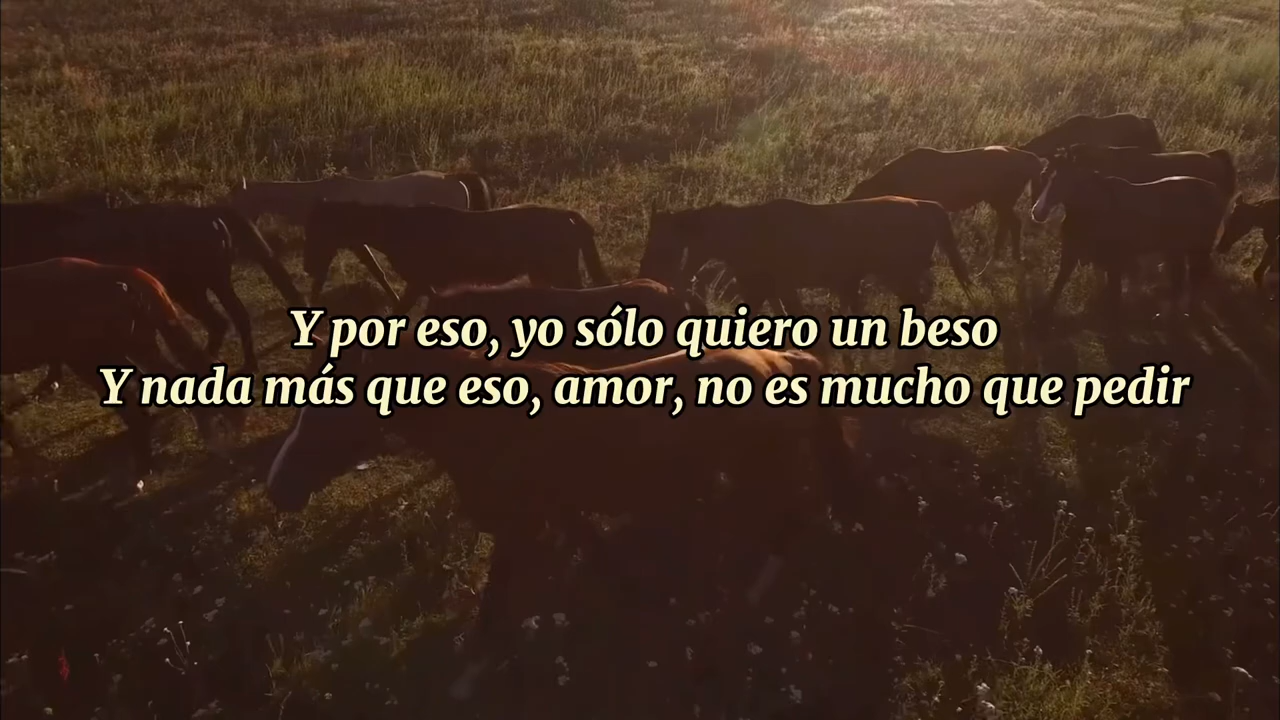 Y por eso, yo sólo quiero un beso
Y nada más que eso, amor, no es mucho que pedir